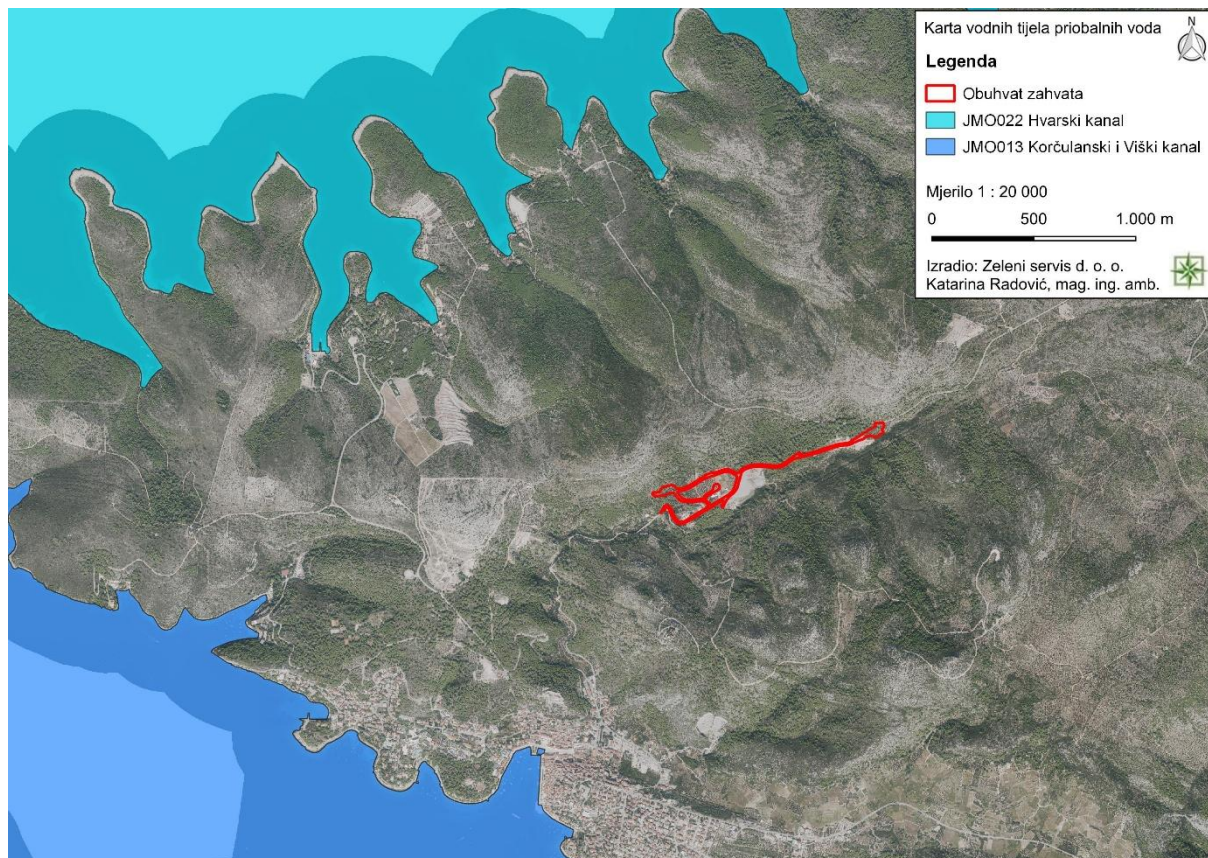 Karta vodnih tijela priobalnih voda
N
Legenda
Obuhvat zahvata
JMO022 Hvarski kanal
JMO013 Korčulanski i Viški kanal
Mjerilo 1 : 20 000
0 500 1.000 m
Izradio: Zeleni servis d. o. o.
Katarina Radović, mag. ing. amb.